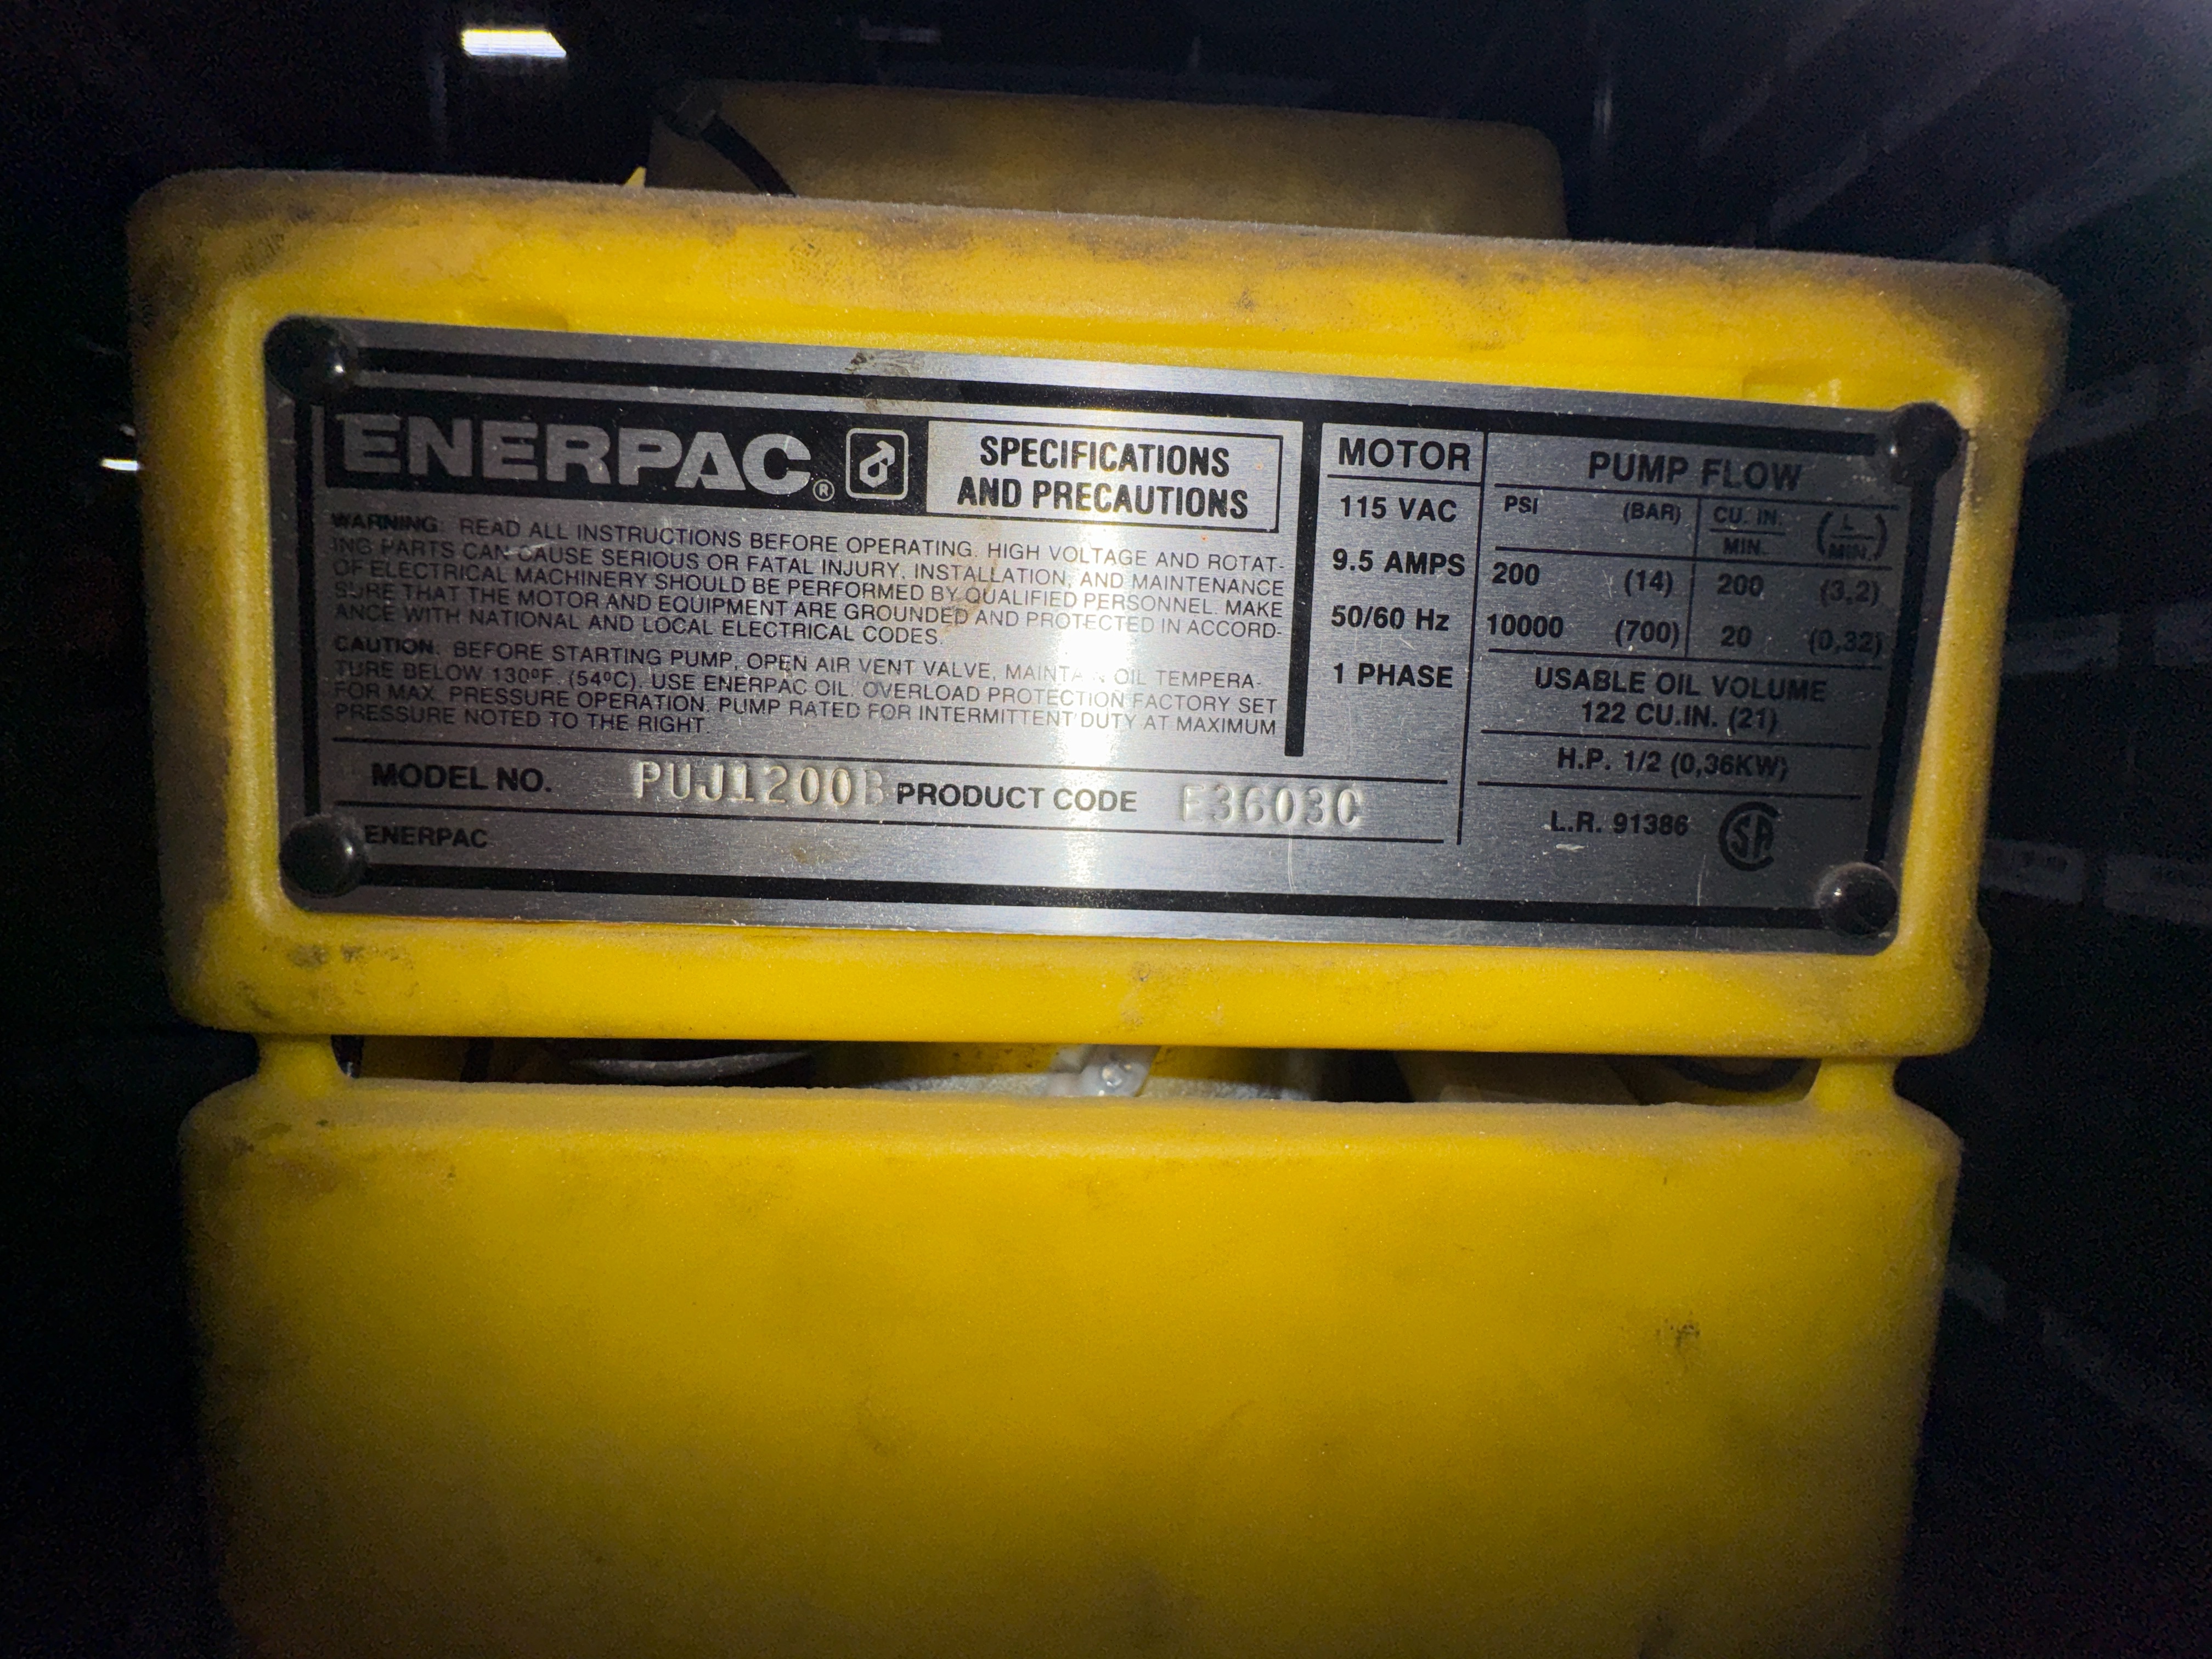 ENERPAC®
SPECIFICATIONS
AND PRECAUTIONS
WARNING: READ ALL INSTRUCTIONS BEFORE OPERATING. HIGH VOLTAGE AND ROTAT-
ING PARTS CAN CAUSE SERIOUS OR FATAL INJURY. INSTALLATION, AND MAINTENANCE
OF ELECTRICAL MACHINERY SHOULD BE PERFORMED BY QUALIFIED PERSONNEL. MAKE
SURE THAT THE MOTOR AND EQUIPMENT ARE GROUNDED AND PROTECTED IN ACCORD-
ANCE WITH NATIONAL AND LOCAL ELECTRICAL CODES.
CAUTION: BEFORE STARTING PUMP, OPEN AIR VENT VALVE, MAINTAIN OIL TEMPERA-
TURE BELOW 130ºF. (54ºC). USE ENERPAC OIL. OVERLOAD PROTECTION FACTORY SET
FOR MAX. PRESSURE OPERATION. PUMP RATED FOR INTERMITTENT DUTY AT MAXIMUM
PRESSURE NOTED TO THE RIGHT.
MODEL NO. PUJ1200B PRODUCT CODE E3603C
ENERPAC
MOTOR
115 VAC
9.5 AMPS
50/60 Hz
1 PHASE
PUMP FLOW
PSI (BAR) CU. IN. / MIN. (L / MIN.)
200 (14) 200 (3,2)
10000 (700) 20 (0,32)
USABLE OIL VOLUME
122 CU.IN. (21)
H.P. 1/2 (0,36KW)
L.R. 91386 SA